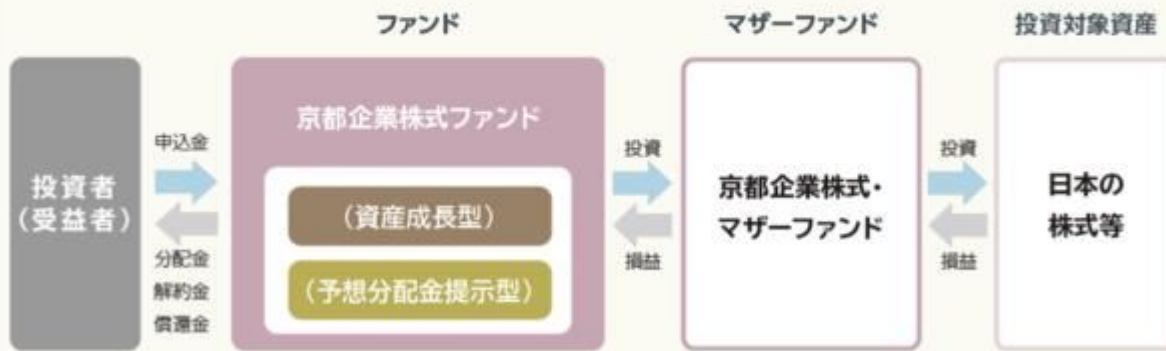 ファンド
マザーファンド
投資対象資産
投資者
(受益者)
申込金
分配金
解約金
償還金
京都企業株式ファンド
(資産成長型)
(予想分配金提示型)
投資
損益
京都企業株式・
マザーファンド
投資
損益
日本の
株式等